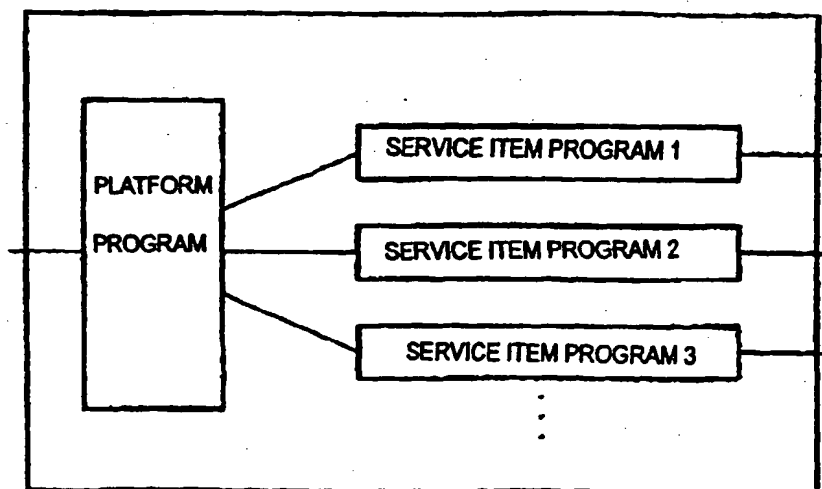 PLATFORM
PROGRAM
SERVICE ITEM PROGRAM 1
SERVICE ITEM PROGRAM 2
SERVICE ITEM PROGRAM 3